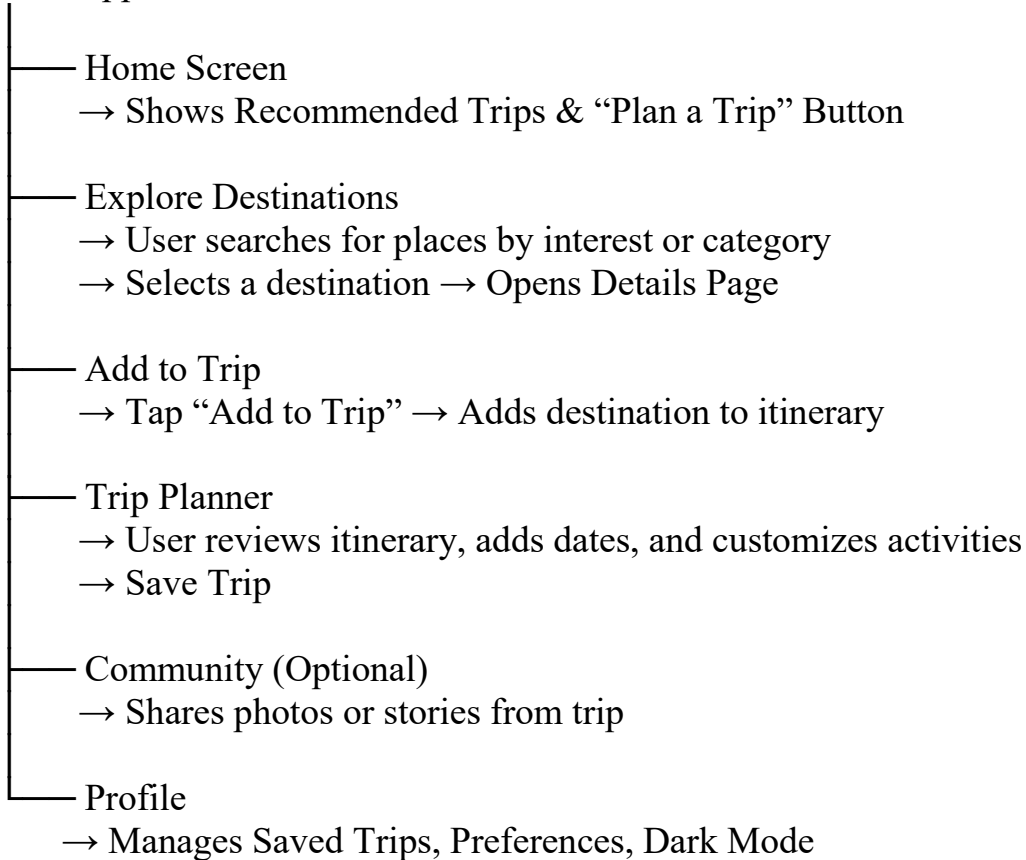 Home Screen
→ Shows Recommended Trips & “Plan a Trip” Button
Explore Destinations
→ User searches for places by interest or category
→ Selects a destination → Opens Details Page
Add to Trip
→ Tap “Add to Trip” → Adds destination to itinerary
Trip Planner
→ User reviews itinerary, adds dates, and customizes activities
→ Save Trip
Community (Optional)
→ Shares photos or stories from trip
Profile
→ Manages Saved Trips, Preferences, Dark Mode